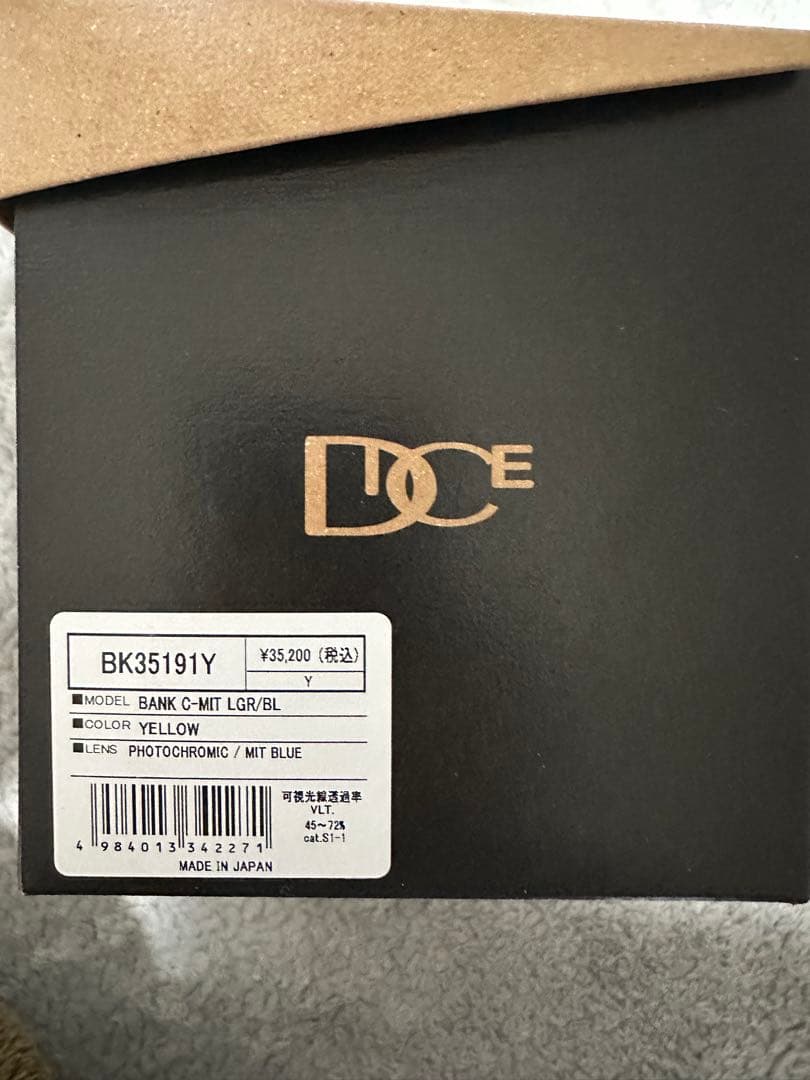 DICE
BK35191Y
¥35,200 (税込)
Y
■MODEL BANK C-MIT LGR/BL
■COLOR YELLOW
■LENS PHOTOCHROMIC / MIT BLUE
可視光線透過率
VLT.
45～72%
cat.S1-1
4 984013 342271
MADE IN JAPAN